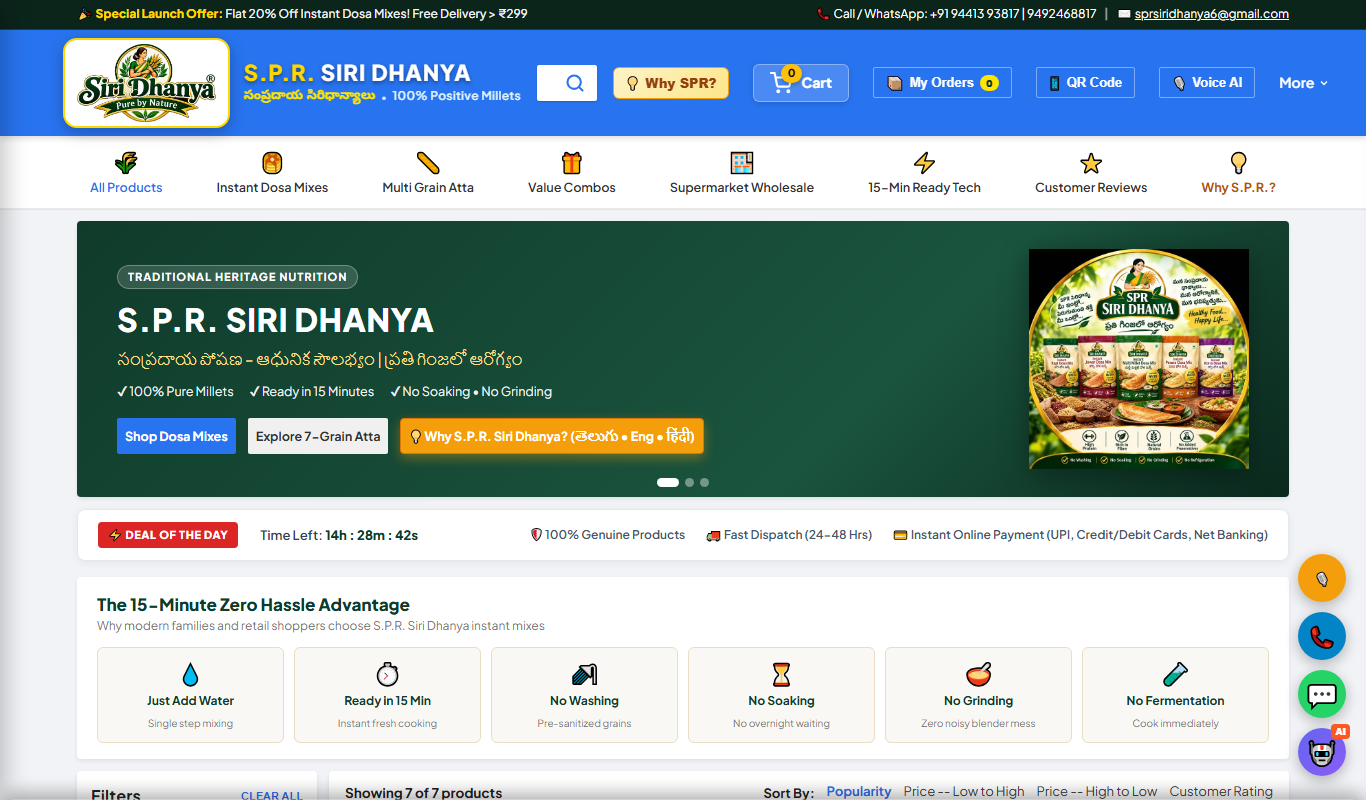 Special Launch Offer: Flat 20% Off Instant Dosa Mixes! Free Delivery > ₹299
Call / WhatsApp: +91 94413 93817 | 9492468817 | sprsiridhanya6@gmail.com
Siri Dhanya®
Pure by Nature
S.P.R. SIRI DHANYA
సంప్రదాయ సిరిధాన్యాలు • 100% Positive Millets
Why SPR?
0
Cart
My Orders 0
QR Code
Voice AI
More
All Products
Instant Dosa Mixes
Multi Grain Atta
Value Combos
Supermarket Wholesale
15-Min Ready Tech
Customer Reviews
Why S.P.R.?
TRADITIONAL HERITAGE NUTRITION
S.P.R. SIRI DHANYA
సంప్రదాయ పోషణ - ఆధునిక సౌలభ్యం | ప్రతి గింజలో ఆరోగ్యం
✓ 100% Pure Millets ✓ Ready in 15 Minutes ✓ No Soaking • No Grinding
Shop Dosa Mixes
Explore 7-Grain Atta
Why S.P.R. Siri Dhanya? (తెలుగు • Eng • हिंदी)
SPR
SIRI DHANYA
ప్రతి గింజలో ఆరోగ్యం
Healthy Food...
Happy Life...
DEAL OF THE DAY
Time Left: 14h : 28m : 42s
100% Genuine Products
Fast Dispatch (24-48 Hrs)
Instant Online Payment (UPI, Credit/Debit Cards, Net Banking)
The 15-Minute Zero Hassle Advantage
Why modern families and retail shoppers choose S.P.R. Siri Dhanya instant mixes
Just Add Water
Single step mixing
Ready in 15 Min
Instant fresh cooking
No Washing
Pre-sanitized grains
No Soaking
No overnight waiting
No Grinding
Zero noisy blender mess
No Fermentation
Cook immediately
AI
Filters
CLEAR ALL
Showing 7 of 7 products
Sort By: Popularity Price -- Low to High Price -- High to Low Customer Rating